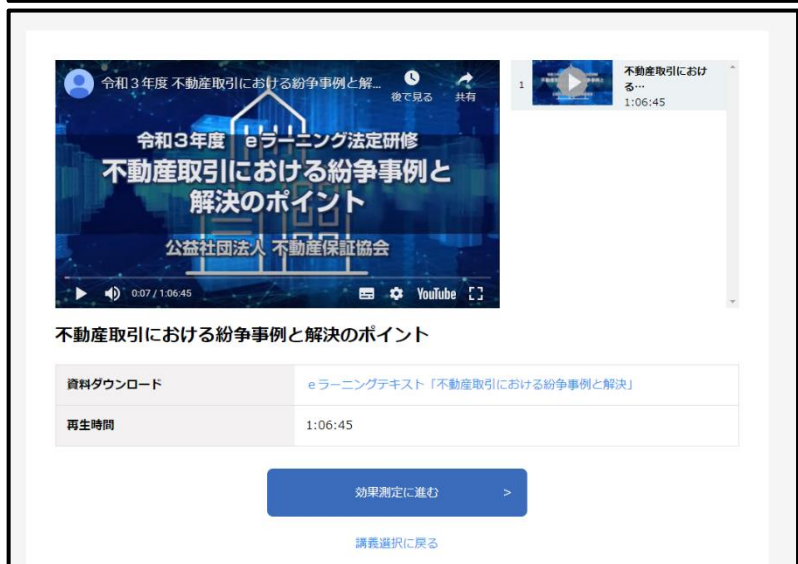 令和3年度 不動産取引における紛争事例と解...
後で見る
共有
令和3年度 eラーニング法定研修
不動産取引における紛争事例と
解決のポイント
公益社団法人 不動産保証協会
0:07 / 1:06:45
YouTube
1
不動産取引におけ
る…
1:06:45
不動産取引における紛争事例と解決のポイント
資料ダウンロード
eラーニングテキスト「不動産取引における紛争事例と解決」
再生時間
1:06:45
効果測定に進む >
講義選択に戻る